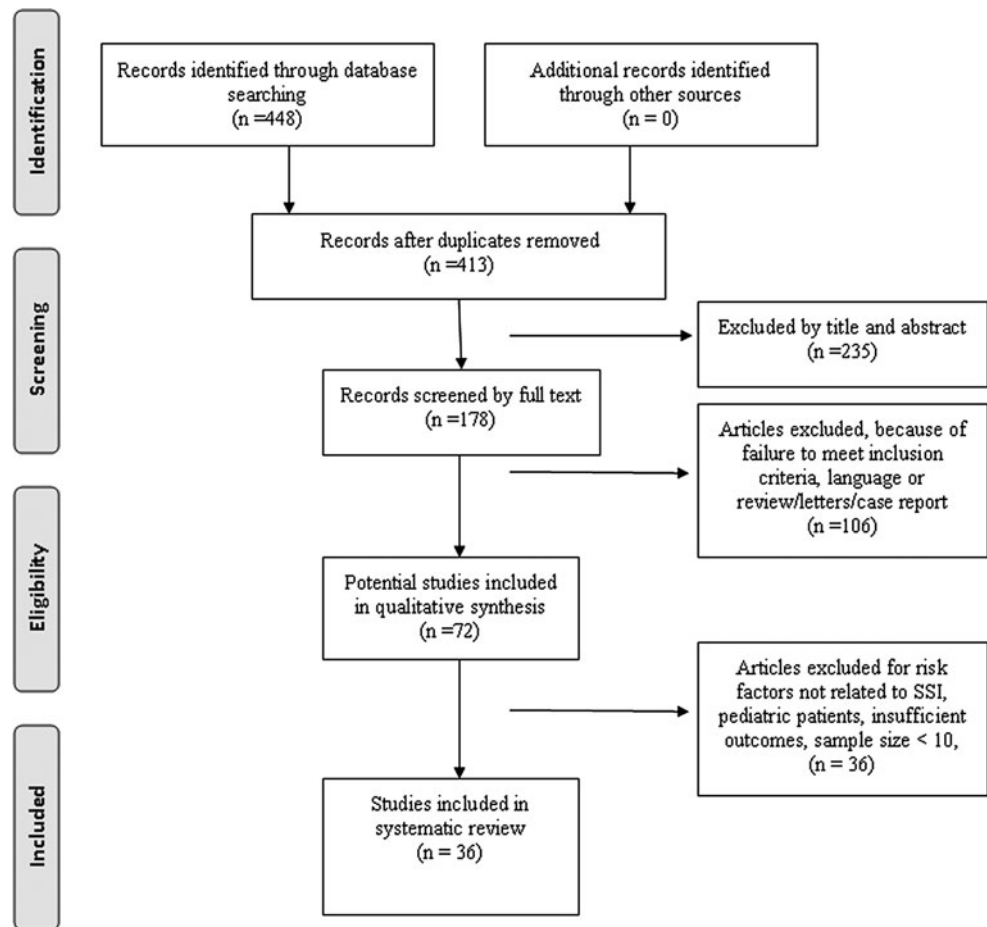 Identification
Records identified through database
searching
(n =448)
Additional records identified
through other sources
(n = 0)
Records after duplicates removed
(n =413)
Screening
Excluded by title and abstract
(n =235)
Records screened by full text
(n =178)
Articles excluded, because of
failure to meet inclusion
criteria, language or
review/letters/case report
(n =106)
Eligibility
Potential studies included
in qualitative synthesis
(n =72)
Articles excluded for risk
factors not related to SSI,
pediatric patients, insufficient
outcomes, sample size < 10,
(n = 36)
Included
Studies included in
systematic review
(n = 36)